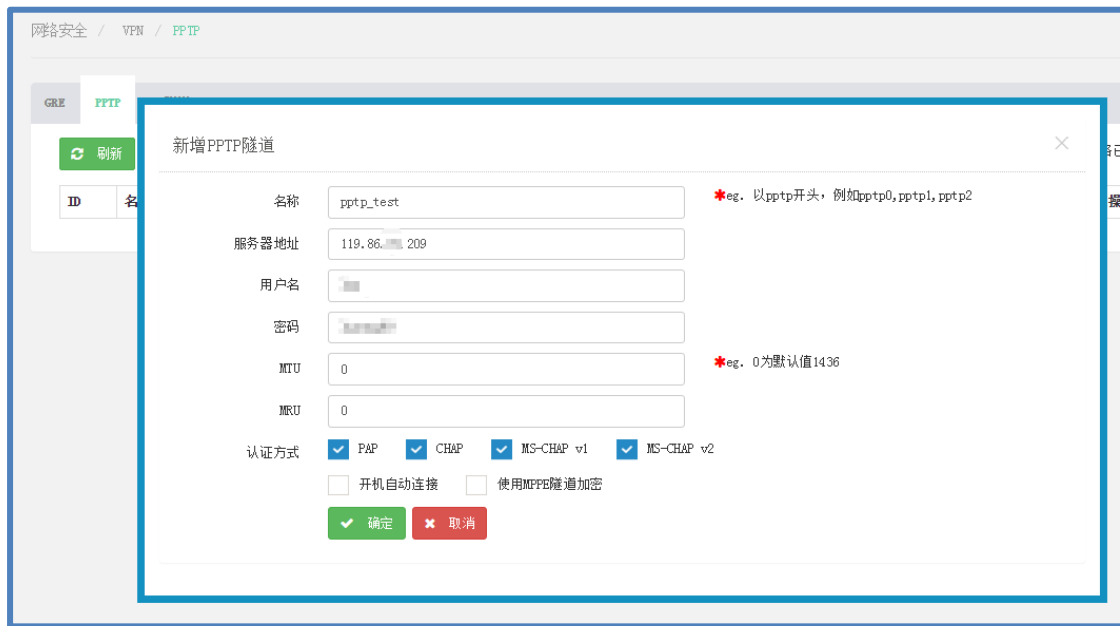 网络安全 / VPN / PPTP
GRE PPTP
刷新
ID 名
操
新增PPTP隧道
名称 pptp_test *eg. 以pptp开头，例如pptp0,pptp1,pptp2
服务器地址 119.86. 209
用户名
密码
MTU 0 *eg. 0为默认值1436
MRU 0
认证方式 PAP CHAP MS-CHAP v1 MS-CHAP v2
开机自动连接 使用MPPE隧道加密
确定 取消